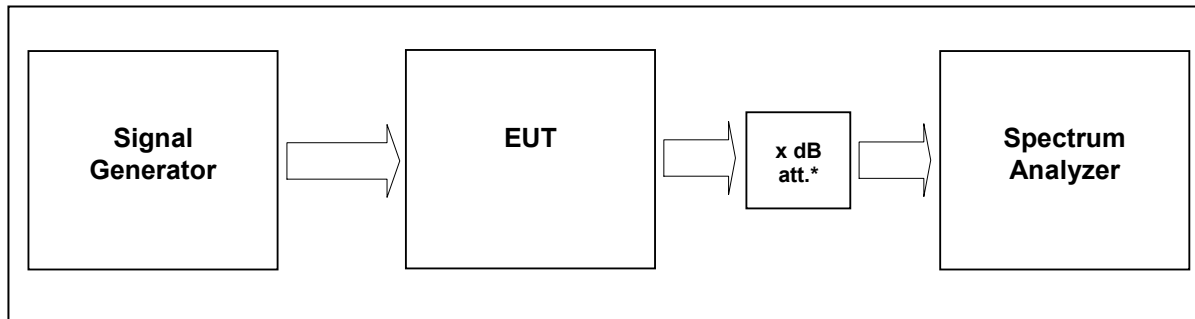 Signal
Generator
EUT
x dB
att.*
Spectrum
Analyzer